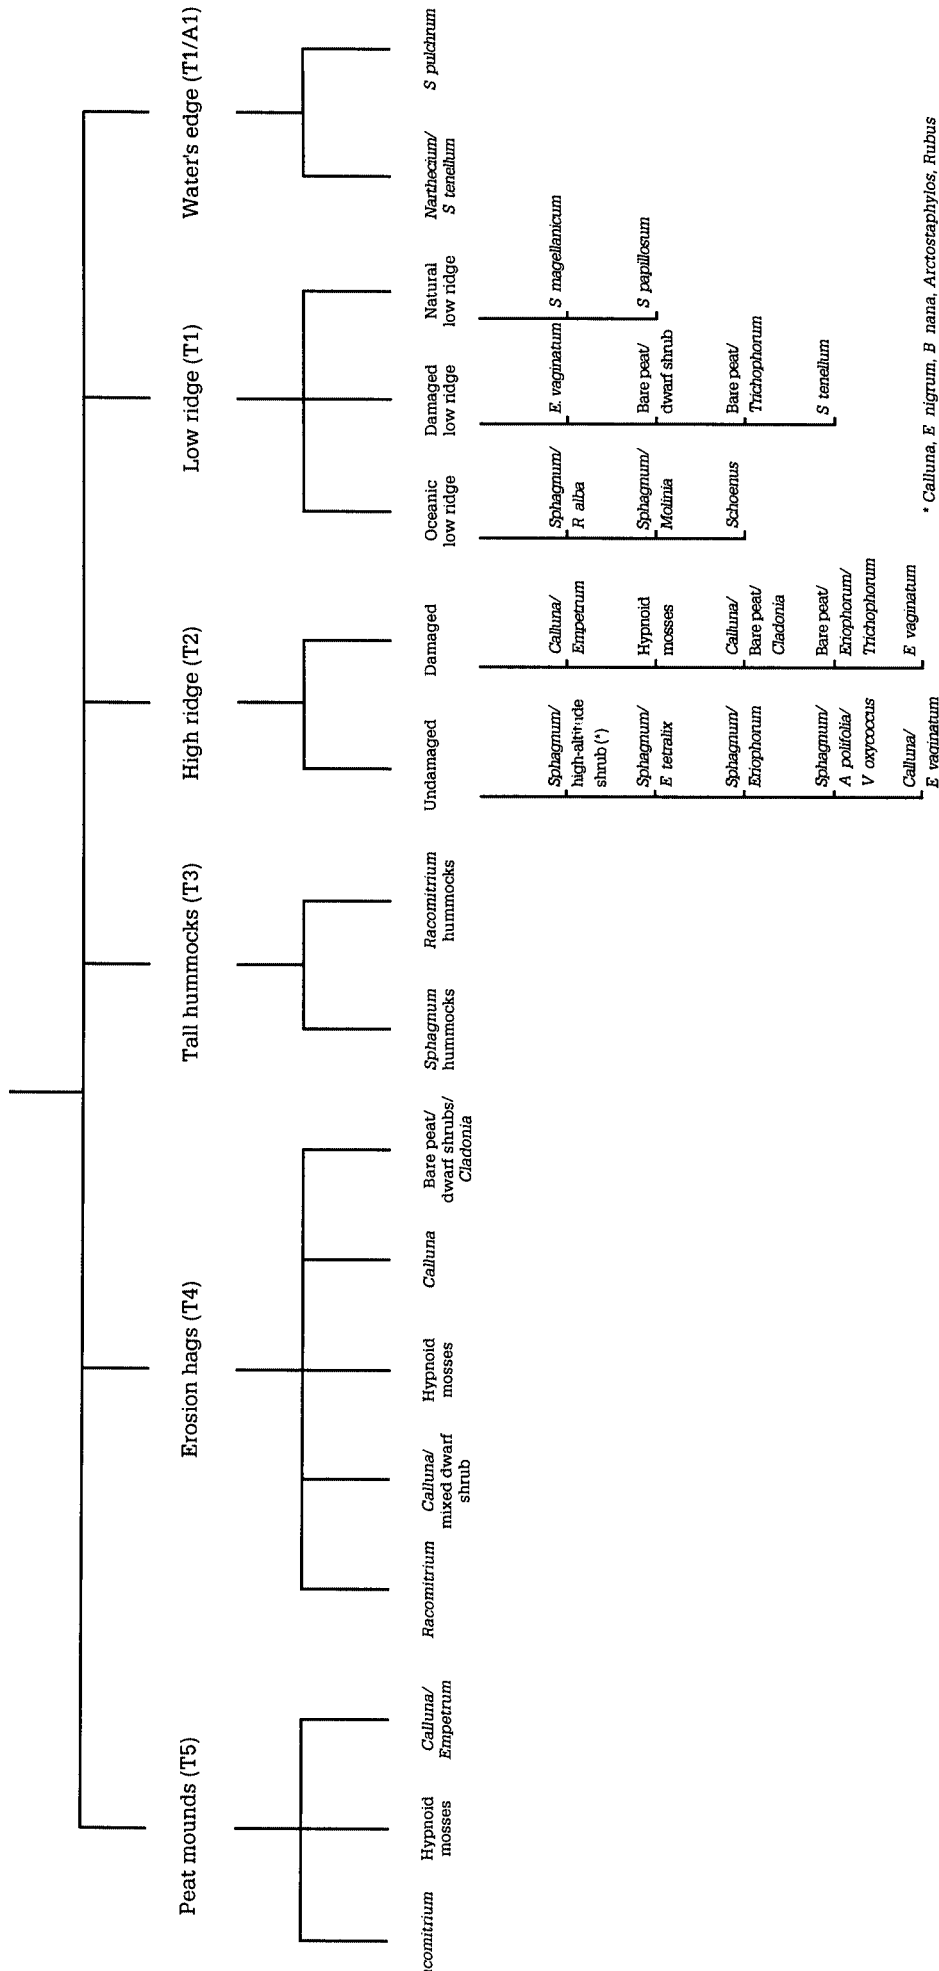 Peat mounds (T5)
Erosion hags (T4)
Tall hummocks (T3)
High ridge (T2)
Low ridge (T1)
Water's edge (T1/A1)
Hypnoid
mosses
Calluna/
Empetrum
Racomitrium
Calluna/
mixed dwarf
shrub
Hypnoid
mosses
Calluna
Bare peat/
dwarf shrubs/
Cladonia
Sphagnum
hummocks
Racomitrium
hummocks
Undamaged
Sphagnum/
high-altitude
shrub (*)
Sphagnum/
E tetralix
Sphagnum/
Eriophorum
Sphagnum/
A polifolia/
V oxycoccus
Calluna/
E vaginatum
Damaged
Calluna/
Empetrum
Hypnoid
mosses
Calluna/
Bare peat/
Cladonia
Bare peat/
Eriophorum/
Trichophorum
E vaginatum
Oceanic
low ridge
Sphagnum/
R alba
Sphagnum/
Molinia
Schoenus
Damaged
low ridge
E. vaginatum
Bare peat/
dwarf shrub
Bare peat/
Trichophorum
S tenellum
Natural
low ridge
S magellanicum
S papillosum
Narthecium/
S tenellum
S pulchrum
* Calluna, E nigrum, B nana, Arctostaphylos, Rubus